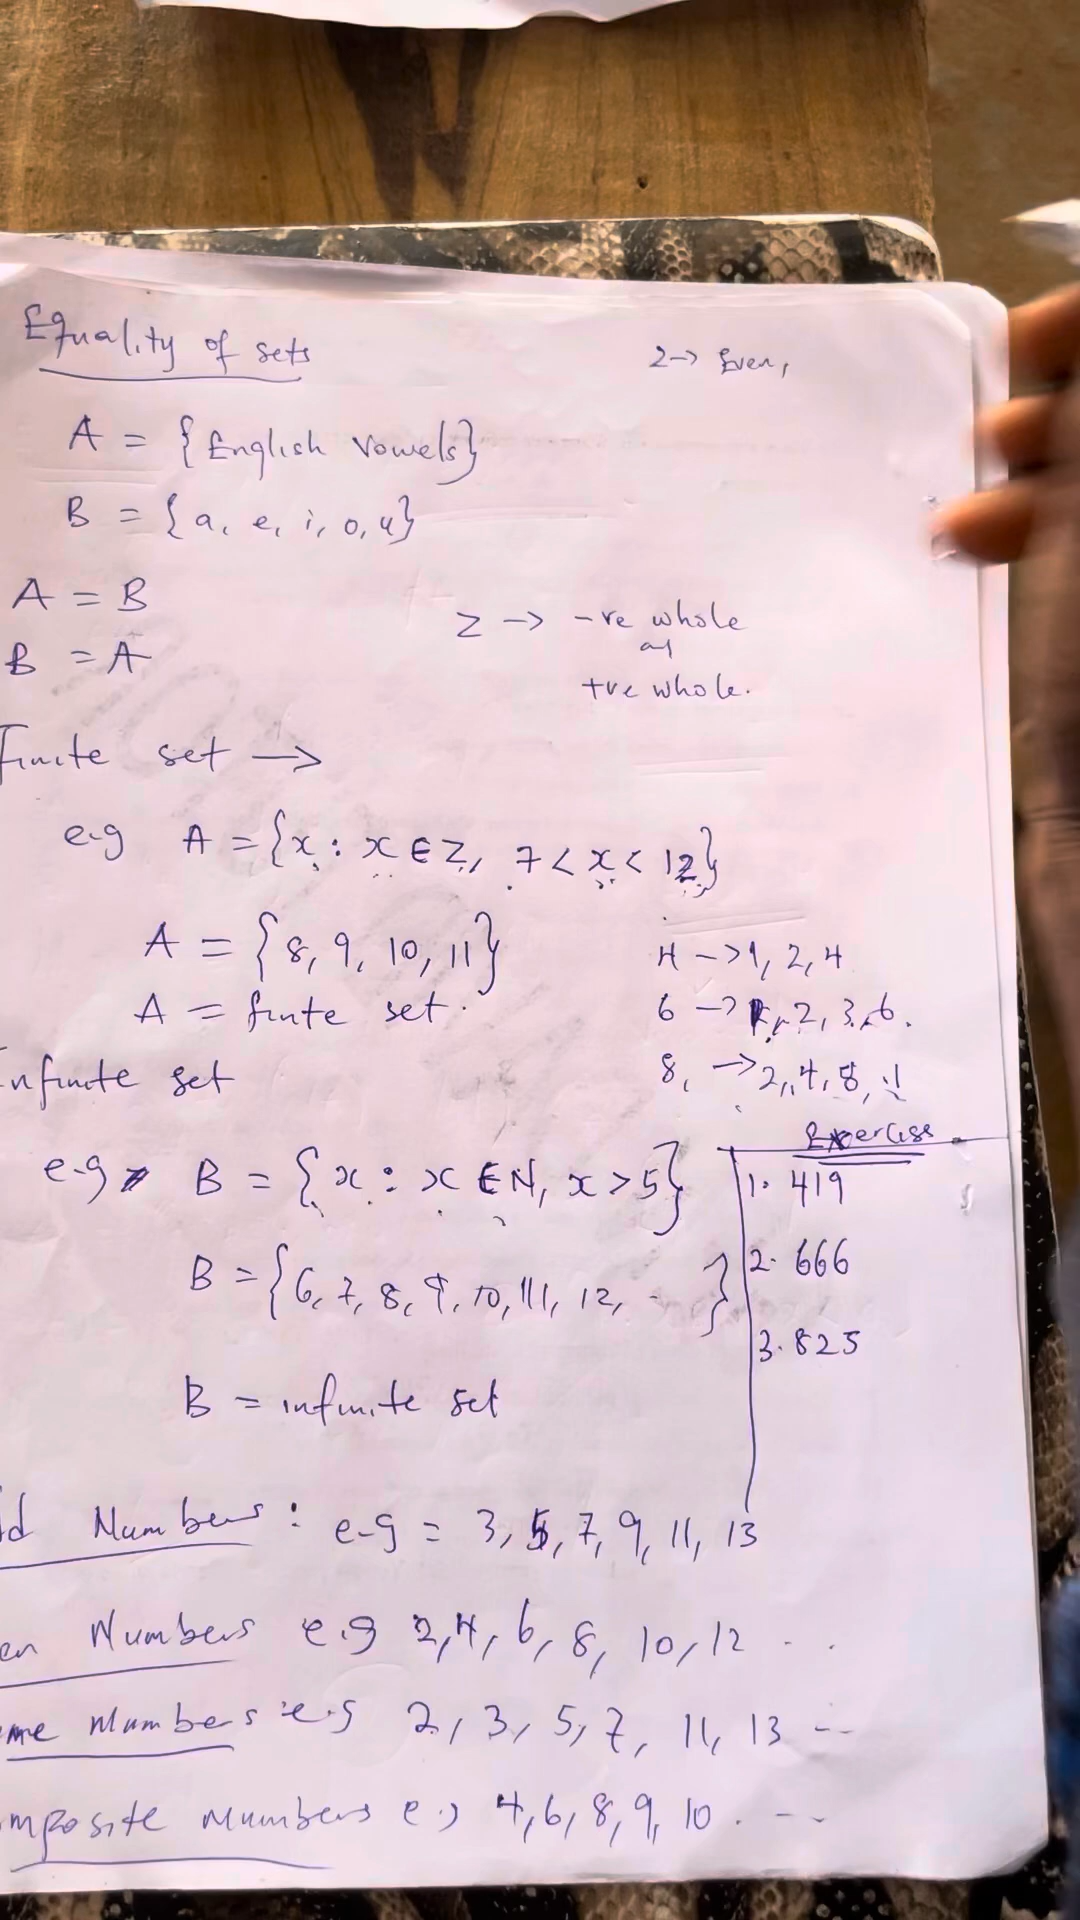 Equality of sets
2 -> Even,
A = {English Vowels}
B = {a, e, i, o, u}
A = B
B = A
Z -> -ve whole
and
+ve whole.
Finite set ->
e.g A = {x : x ∈ Z, 7 < x < 12}
A = {8, 9, 10, 11}
A = finte set.
4 -> 1, 2, 4
6 -> 1, 2, 3, 6.
8, -> 2, 4, 8, 1
nfinite set
e.g B = {x : x ∈ N, x > 5}
B = {6, 7, 8, 9, 10, 11, 12, - }
B = infinite set
Exercise
1. 419
2. 666
3. 825
d Numbers : e-g = 3, 5, 7, 9, 11, 13
en Numbers e.g 2, 4, 6, 8, 10, 12 - .
me Numbers e.g 2, 3, 5, 7, 11, 13 --
mposite Numbers e.g 4, 6, 8, 9, 10 . --